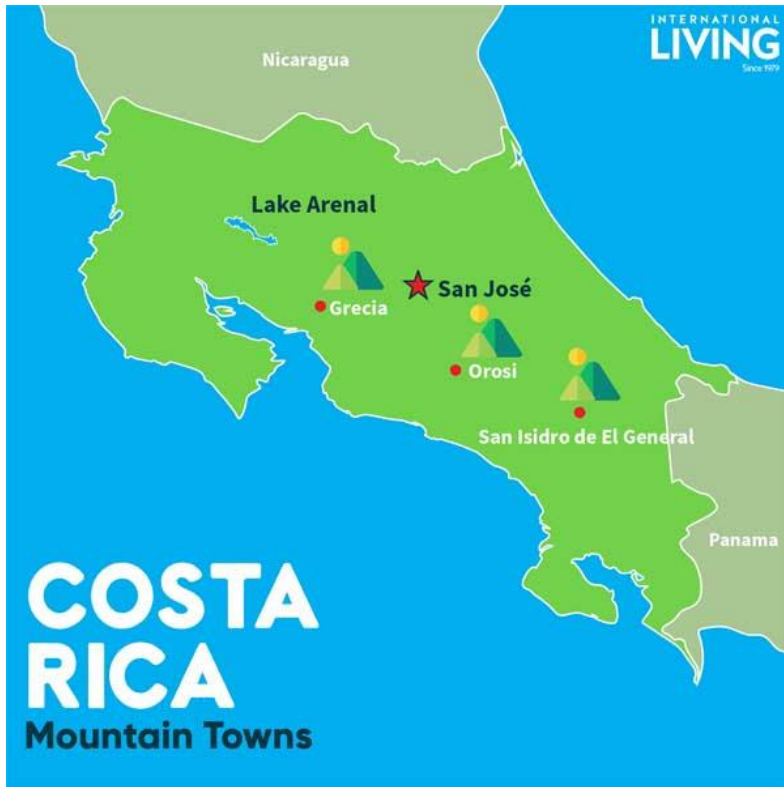 INTERNATIONAL
LIVING
Since 1979
Nicaragua
Lake Arenal
San José
Grecia
Orosi
San Isidro de El General
Panama
COSTA
RICA
Mountain Towns